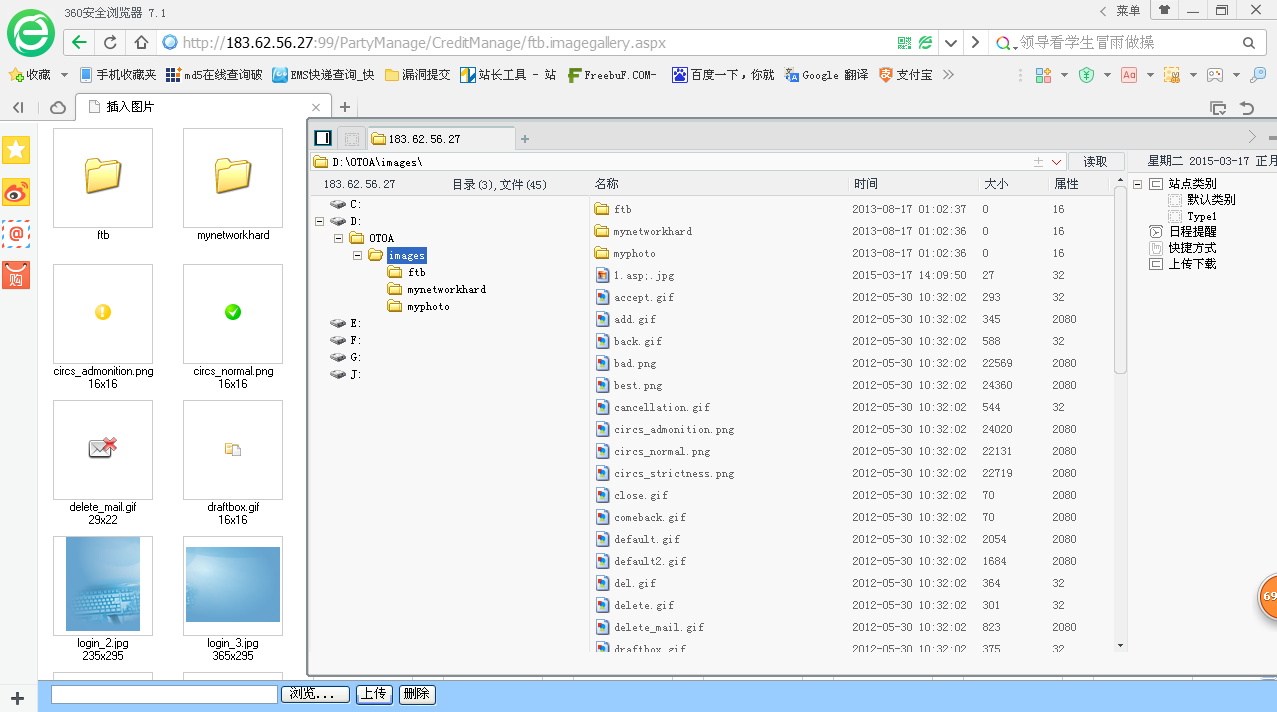 360安全浏览器 7.1
菜单
http://183.62.56.27:99/PartyManage/CreditManage/ftb.imagegallery.aspx
领导看学生冒雨做操
收藏 手机收藏夹 md5在线查询破 EMS快递查询_快 漏洞提交 站长工具 - 站 FreebuF.COM- 百度一下，你就 Google 翻译 支付宝
插入图片
183.62.56.27
D:\OTOA\images\
读取
星期二 2015-03-17 正月
183.62.56.27 目录(3),文件(45)
名称 时间 大小 属性
C:
D:
OTOA
images
ftb
mynetworkhard
myphoto
E:
F:
G:
J:
ftb 2013-08-17 01:02:37 0 16
mynetworkhard 2013-08-17 01:02:36 0 16
myphoto 2013-08-17 01:02:36 0 16
1.asp;.jpg 2015-03-17 14:09:50 27 32
accept.gif 2012-05-30 10:32:02 293 32
add.gif 2012-05-30 10:32:02 345 2080
back.gif 2012-05-30 10:32:02 588 32
bad.png 2012-05-30 10:32:02 22569 2080
best.png 2012-05-30 10:32:02 24360 2080
cancellation.gif 2012-05-30 10:32:02 544 32
circs_admonition.png 2012-05-30 10:32:02 24020 2080
circs_normal.png 2012-05-30 10:32:02 22131 2080
circs_strictness.png 2012-05-30 10:32:02 22719 2080
close.gif 2012-05-30 10:32:02 70 2080
comeback.gif 2012-05-30 10:32:02 70 2080
default.gif 2012-05-30 10:32:02 2054 2080
default2.gif 2012-05-30 10:32:02 1684 2080
del.gif 2012-05-30 10:32:02 364 32
delete.gif 2012-05-30 10:32:02 301 32
delete_mail.gif 2012-05-30 10:32:02 823 2080
draftbox.gif 2012-05-30 10:32:02 375 32
站点类别
默认类别
Type1
日程提醒
快捷方式
上传下载
69
购
ftb
mynetworkhard
circs_admonition.png
16x16
circs_normal.png
16x16
delete_mail.gif
29x22
draftbox.gif
16x16
login_2.jpg
235x295
login_3.jpg
365x295
浏览... 上传 删除